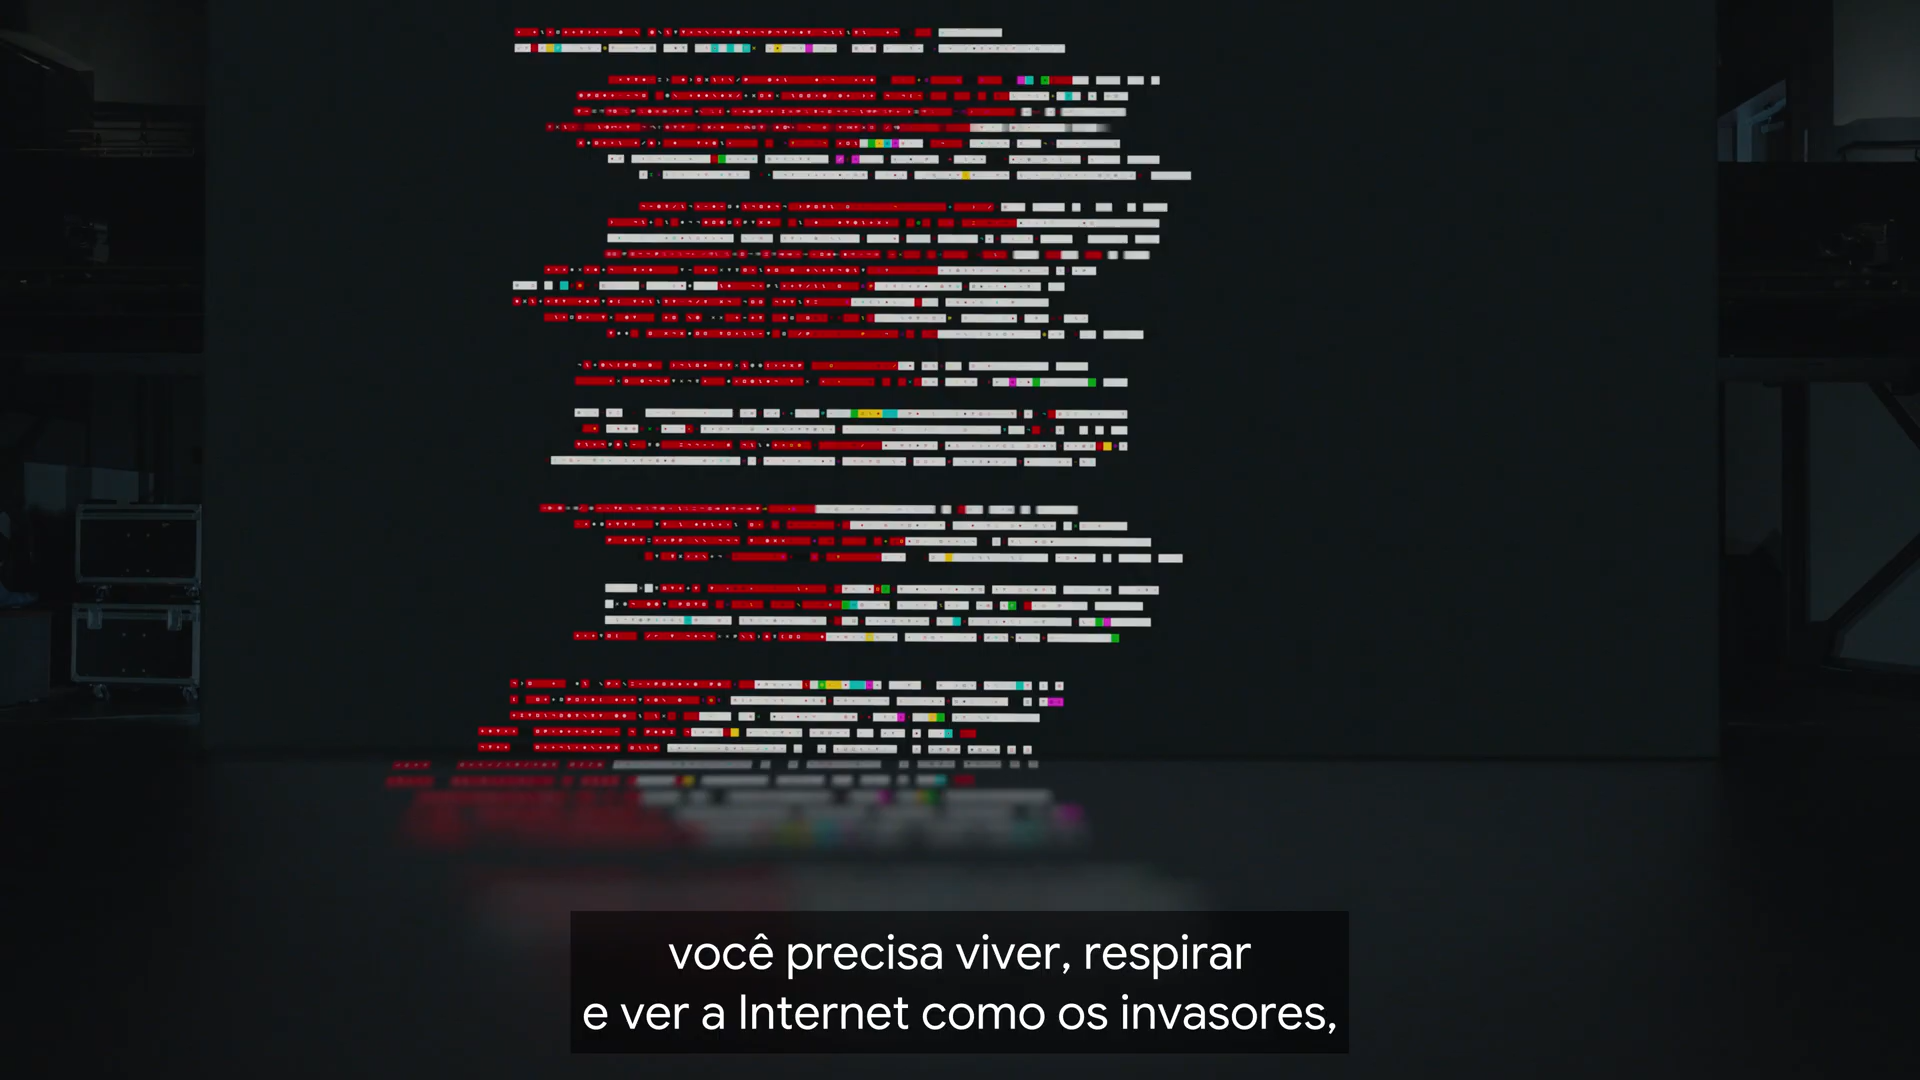 você precisa viver, respirar
e ver a Internet como os invasores,